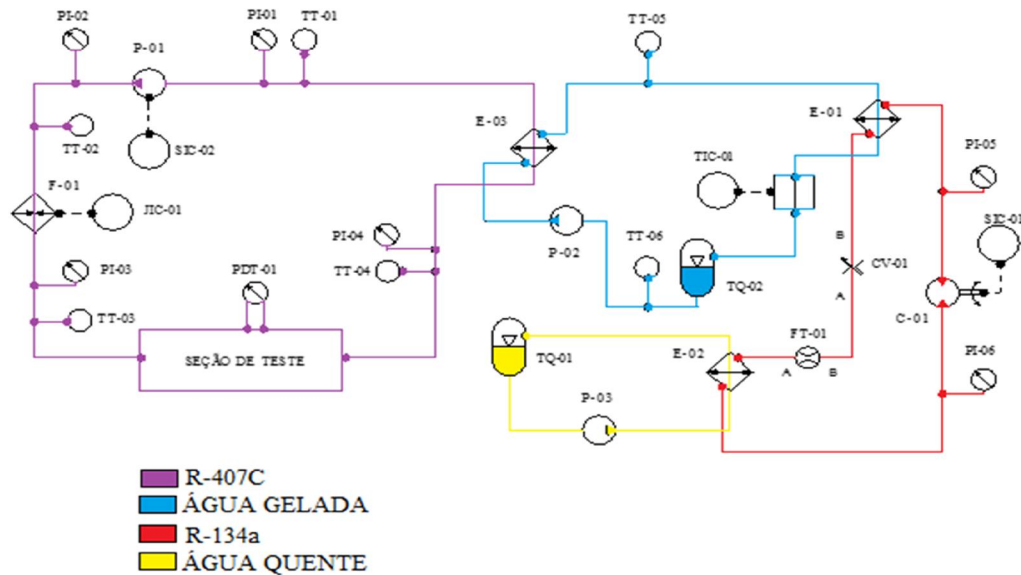 PI-02
PI-01
TT-01
TT-05
P-01
E-03
E-01
TT-02
SIC-02
TIC-01
PI-05
F-01
JIC-01
SIC-01
PI-04
P-02
TT-06
B
CV-01
PI-03
PDT-01
TT-04
TQ-02
A
C-01
TT-03
FT-01
SEÇÃO DE TESTE
TQ-01
E-02
A
B
PI-06
P-03
R-407C
ÁGUA GELADA
R-134a
ÁGUA QUENTE